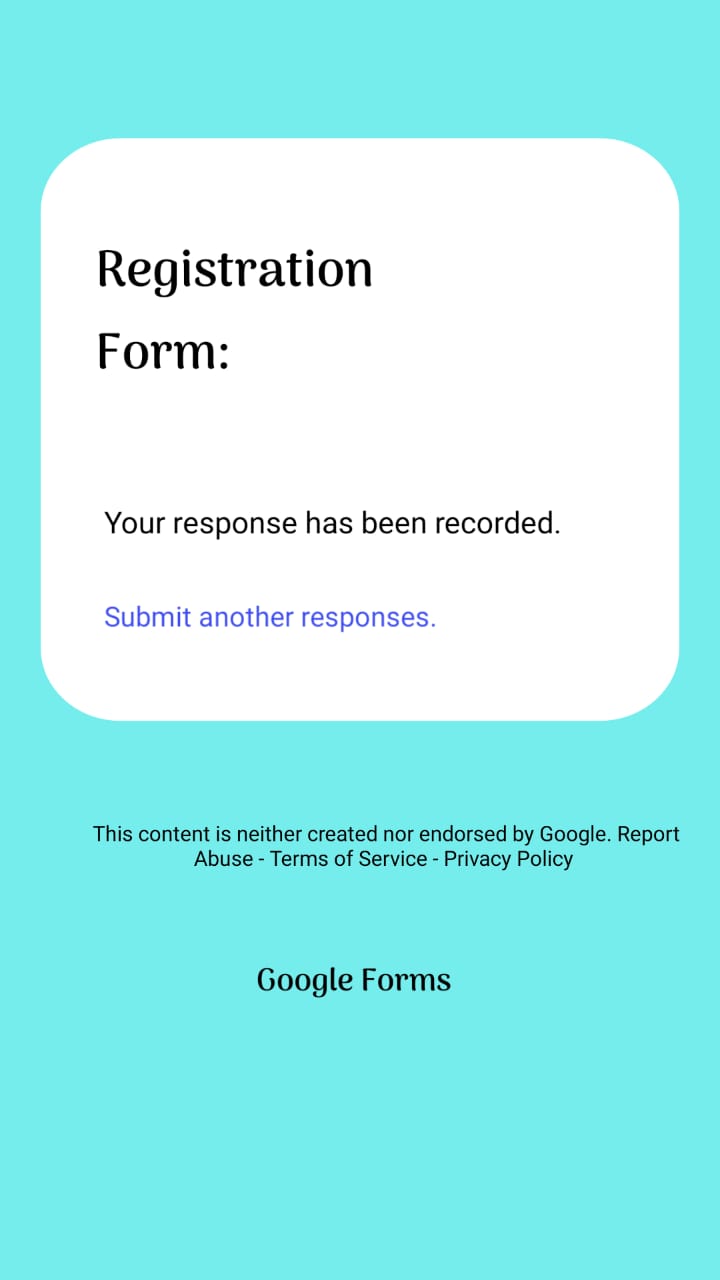 Registration
Form:
Your response has been recorded.
Submit another responses.
This content is neither created nor endorsed by Google. Report
Abuse - Terms of Service - Privacy Policy
Google Forms